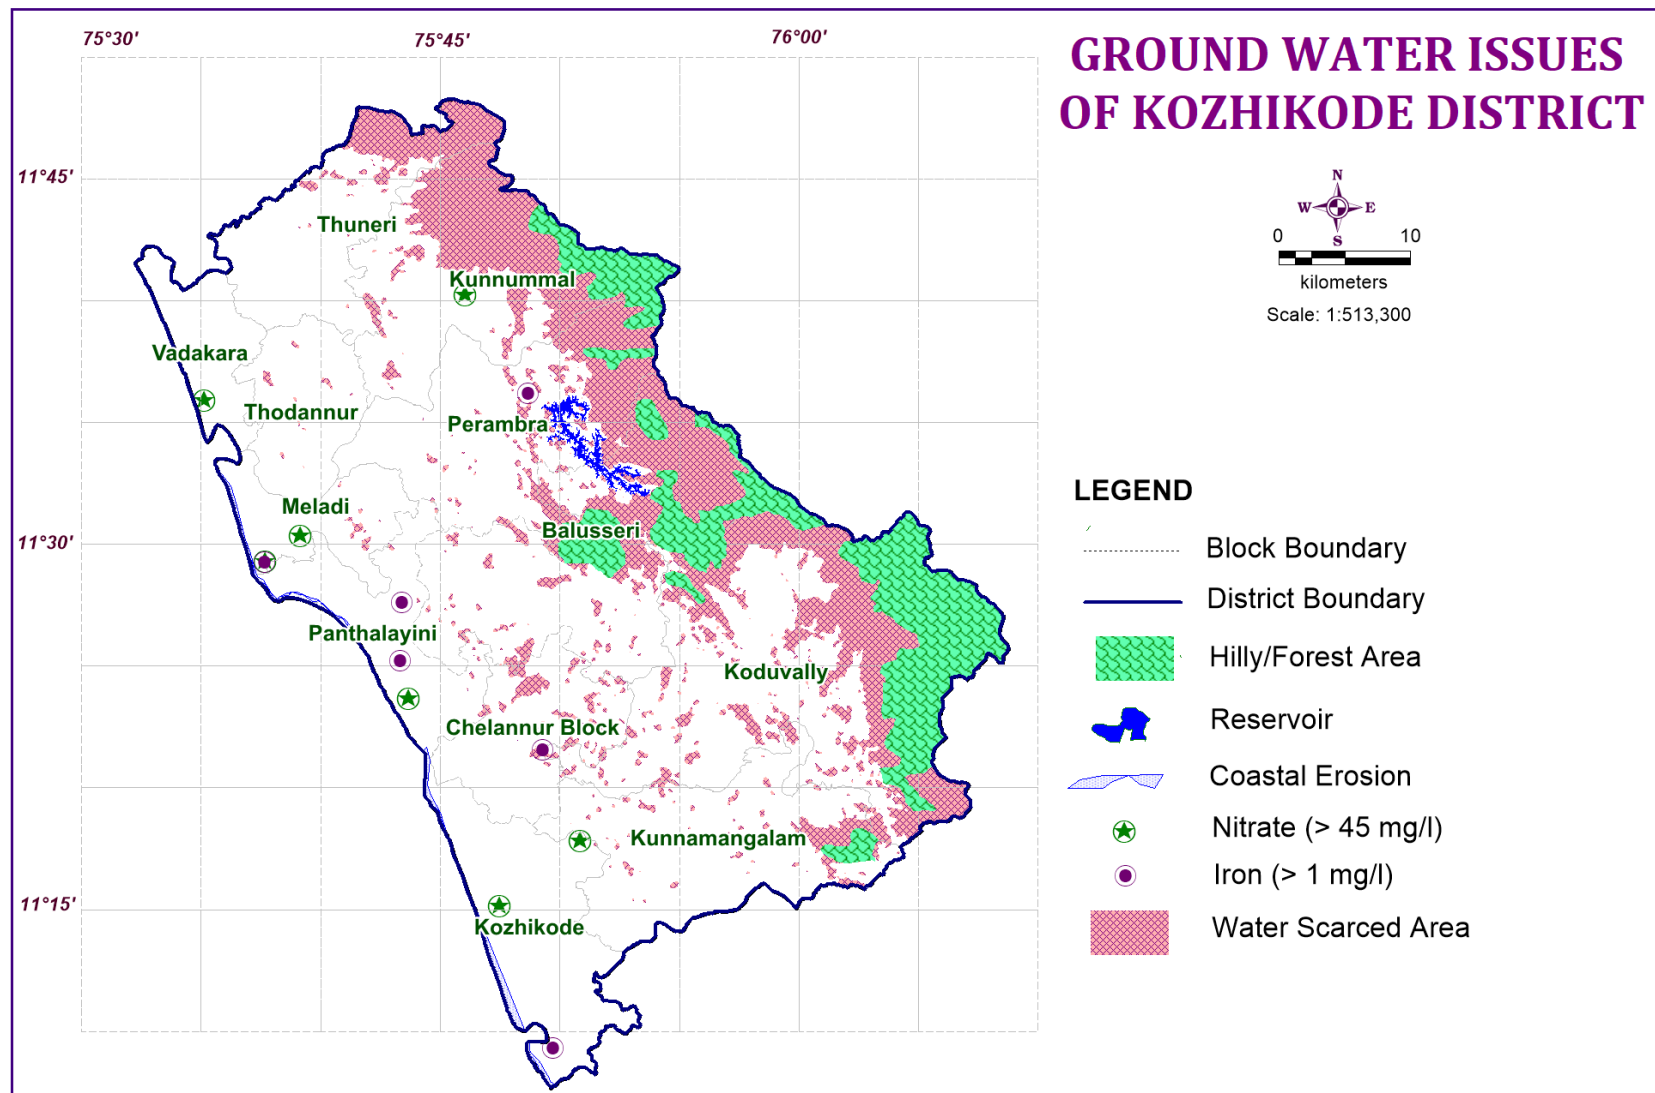 75°30'
75°45'
76°00'
GROUND WATER ISSUES
OF KOZHIKODE DISTRICT
11°45'
11°30'
11°15'
N
W
E
S
0
10
kilometers
Scale: 1:513,300
Thuneri
Kunnummal
Vadakara
Thodannur
Perambra
Meladi
Balusseri
Panthalayini
Koduvally
Chelannur Block
Kunnamangalam
Kozhikode
LEGEND
Block Boundary
District Boundary
Hilly/Forest Area
Reservoir
Coastal Erosion
Nitrate (> 45 mg/l)
Iron (> 1 mg/l)
Water Scarced Area